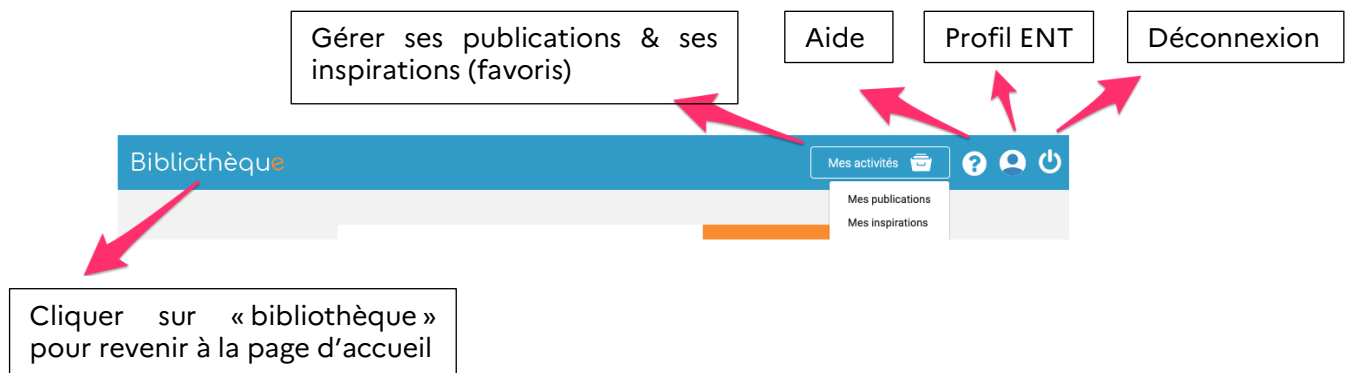 Gérer ses publications & ses
inspirations (favoris)
Aide
Profil ENT
Déconnexion
Bibliothèque
Mes activités
?
Mes publications
Mes inspirations
Cliquer sur « bibliothèque »
pour revenir à la page d’accueil